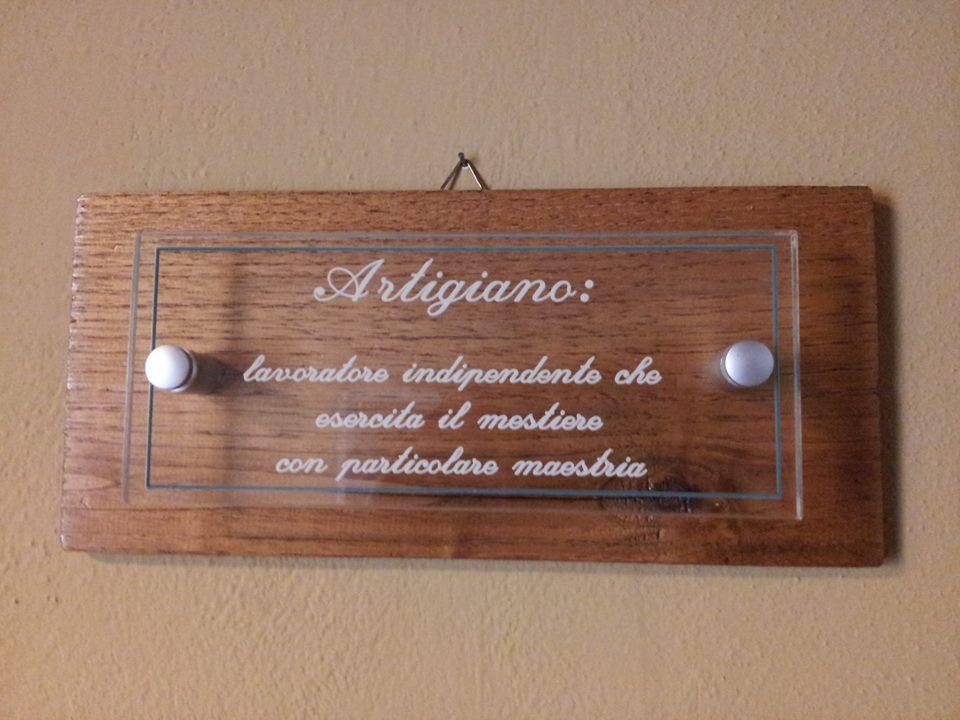 Artigiano:
lavoratore indipendente che
esercita il mestiere
con particolare maestria